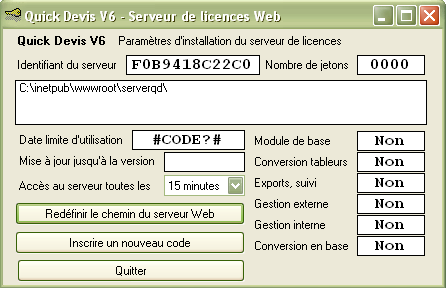 Quick Devis V6 - Serveur de licences Web
Quick Devis V6 Paramètres d'installation du serveur de licences
Identifiant du serveur F0B9418C22C0 Nombre de jetons 0000
C:\inetpub\wwwroot\serverqd\
Date limite d'utilisation #CODE?# Module de base Non
Mise à jour jusqu'à la version Conversion tableurs Non
Accès au serveur toutes les 15 minutes Exports, suivi Non
Redéfinir le chemin du serveur Web Gestion externe Non
Inscrire un nouveau code Gestion interne Non
Quitter Conversion en base Non